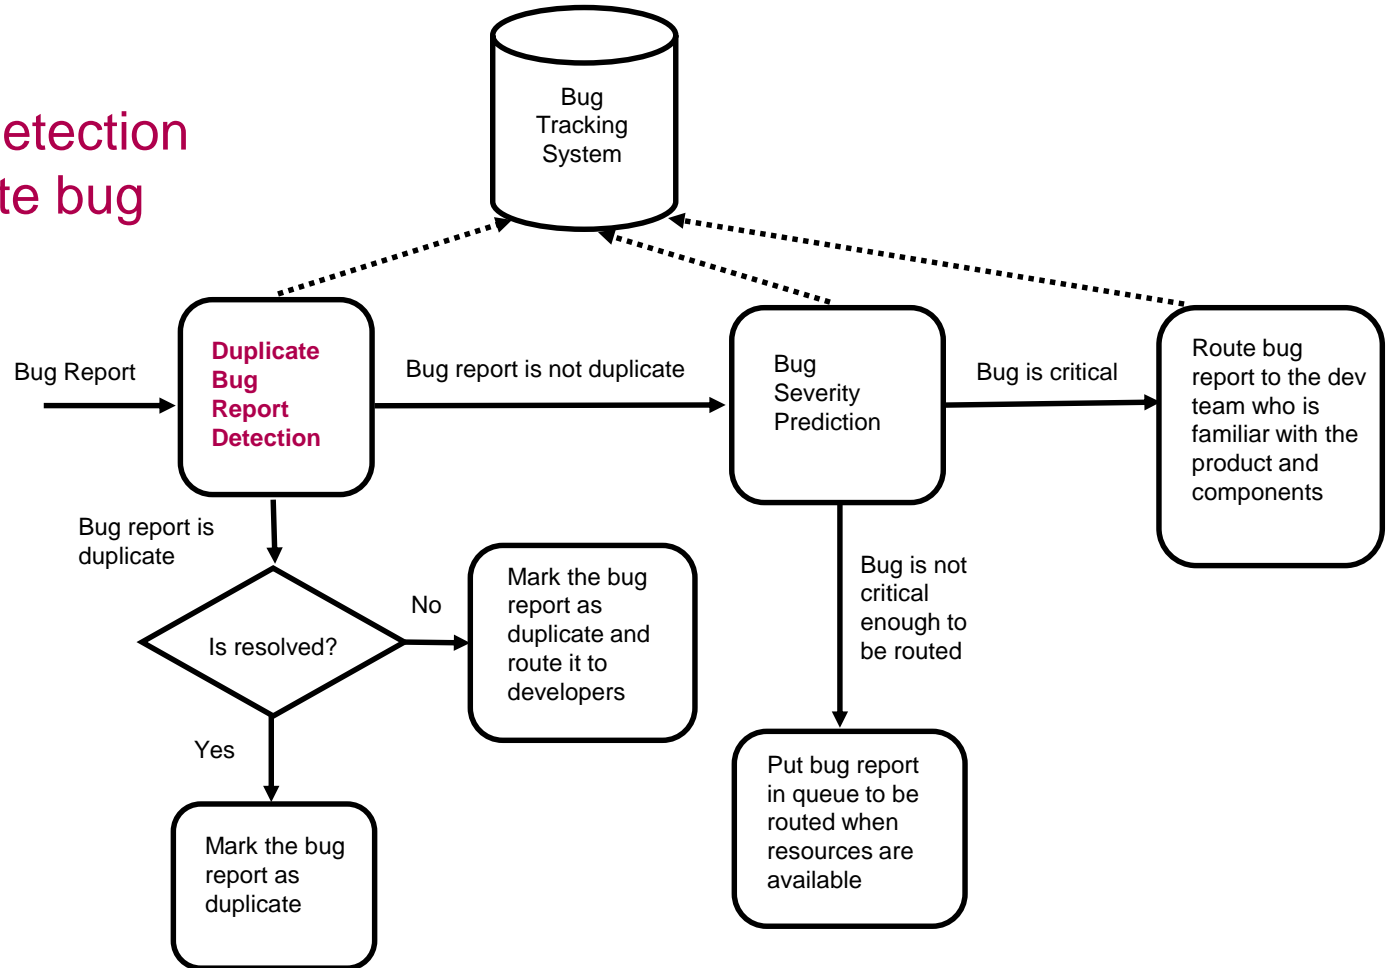 etection
te bug
Bug
Tracking
System
Bug Report
Duplicate
Bug
Report
Detection
Bug report is not duplicate
Bug
Severity
Prediction
Bug is critical
Route bug
report to the dev
team who is
familiar with the
product and
components
Bug report is
duplicate
Is resolved?
No
Mark the bug
report as
duplicate and
route it to
developers
Bug is not
critical
enough to
be routed
Yes
Mark the bug
report as
duplicate
Put bug report
in queue to be
routed when
resources are
available